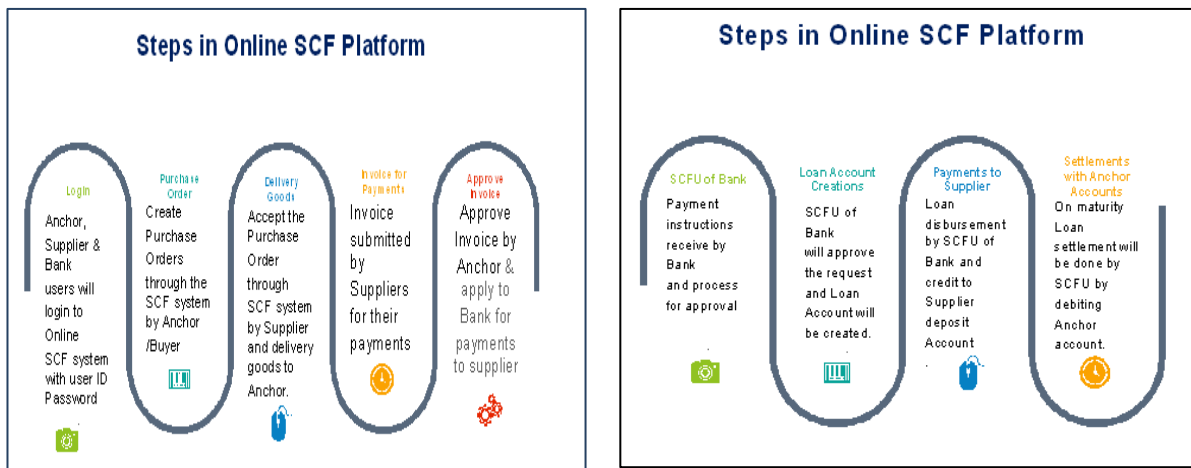 Steps in Online SCF Platform
Login
Anchor,
Supplier &
Bank
users will
login to
Online
SCF system
with user ID
Password
Purchase
Order
Create
Purchase
Orders
through the
SCF system
by Anchor
/Buyer
Delivery
Goods
Accept the
Purchase
Order
through
SCF system
by Supplier
and delivery
goods to
Anchor.
Invoice for
Payments
Invoice
submitted
by
Suppliers
for their
payments
Approve
Invoice
Approve
Invoice by
Anchor &
apply to
Bank for
payments
to supplier
Steps in Online SCF Platform
SCFU of Bank
Payment
instructions
receive by
Bank
and process
for approval
Loan Account
Creations
SCFU of
Bank
will approve
the request
and Loan
Account will
be created.
Payments to
Supplier
Loan
disbursement
by SCFU of
Bank and
credit to
Supplier
deposit
Account
Settlements
with Anchor
Accounts
On maturity
Loan
settlement will
be done by
SCFU by
debiting
Anchor
account.